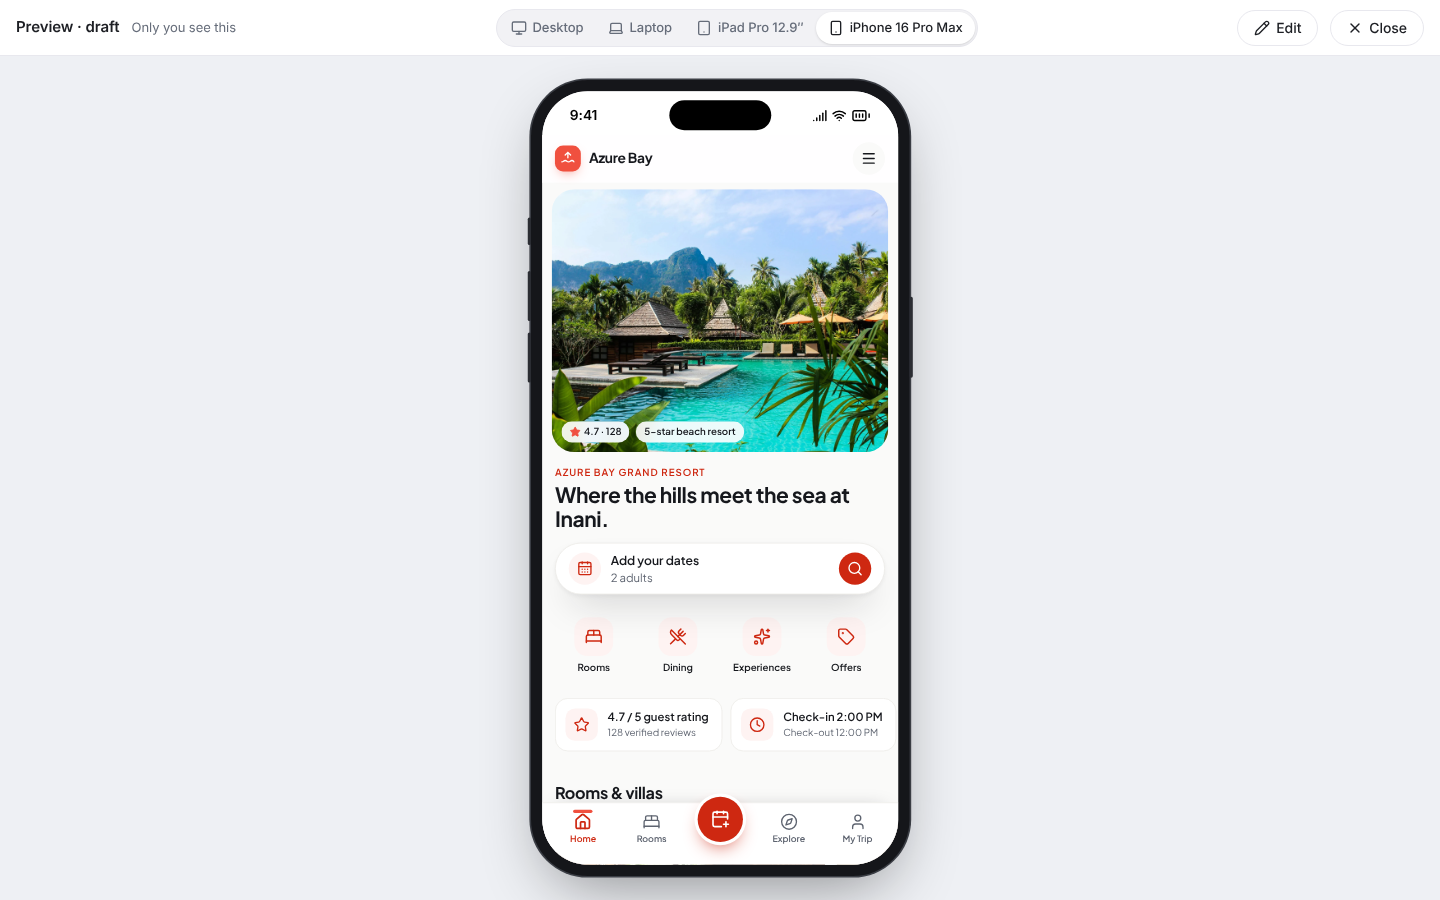 Preview · draft Only you see this
Desktop Laptop iPad Pro 12.9″ iPhone 16 Pro Max
Edit Close
9:41
Azure Bay
4.7 · 128 5-star beach resort
AZURE BAY GRAND RESORT
Where the hills meet the sea at
Inani.
Add your dates
2 adults
Rooms Dining Experiences Offers
4.7 / 5 guest rating
128 verified reviews
Check-in 2:00 PM
Check-out 12:00 PM
Rooms & villas
Home Rooms Explore My Trip